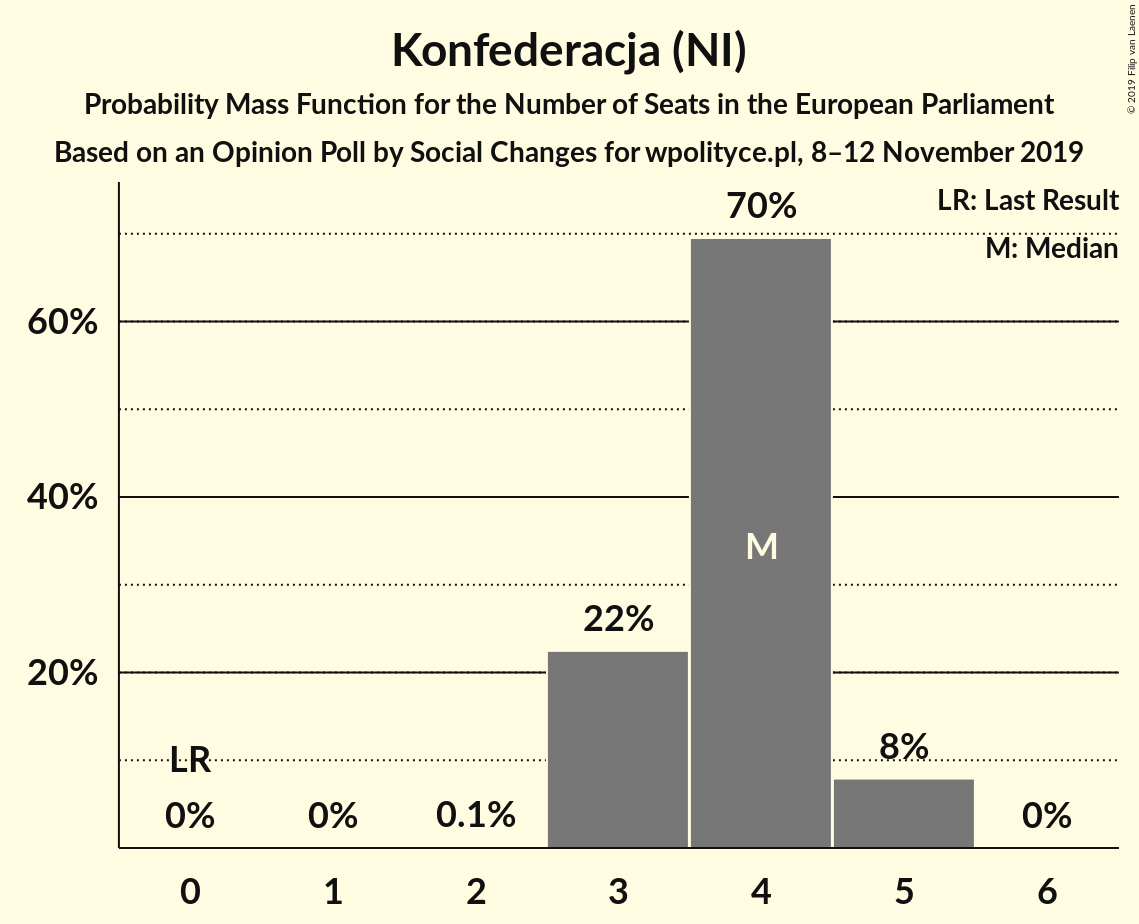 Konfederacja (NI)
Probability Mass Function for the Number of Seats in the European Parliament
Based on an Opinion Poll by Social Changes for wpolityce.pl, 8–12 November 2019
© 2019 Filip van Laenen
LR: Last Result
M: Median
60%
40%
20%
LR
0%
0%
0.1%
22%
70%
M
8%
0%
0 1 2 3 4 5 6